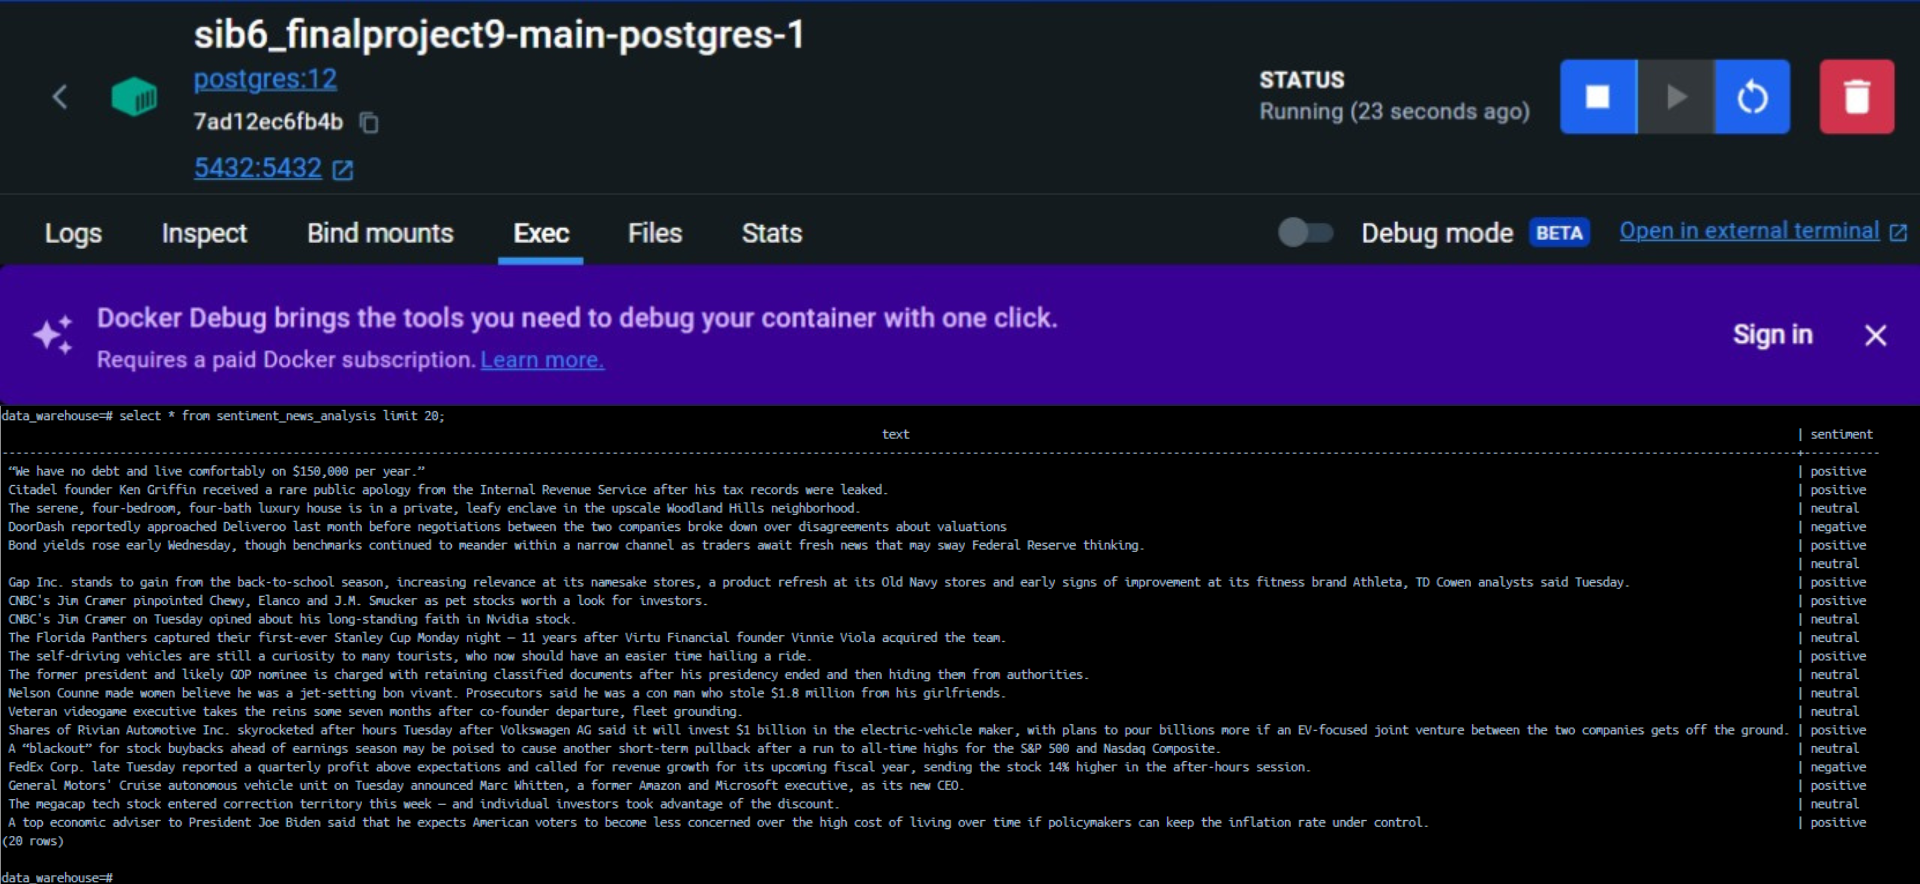 sib6_finalproject9-main-postgres-1
postgres:12
7ad12ec6fb4b
5432:5432
STATUS
Running (23 seconds ago)
Logs Inspect Bind mounts Exec Files Stats
Debug mode BETA Open in external terminal
Docker Debug brings the tools you need to debug your container with one click.
Requires a paid Docker subscription. Learn more.
Sign in
data_warehouse=# select * from sentiment_news_analysis limit 20;
text | sentiment
“We have no debt and live comfortably on $150,000 per year.” | positive
Citadel founder Ken Griffin received a rare public apology from the Internal Revenue Service after his tax records were leaked. | positive
The serene, four-bedroom, four-bath luxury house is in a private, leafy enclave in the upscale Woodland Hills neighborhood. | neutral
DoorDash reportedly approached Deliveroo last month before negotiations between the two companies broke down over disagreements about valuations | negative
Bond yields rose early Wednesday, though benchmarks continued to meander within a narrow channel as traders await fresh news that may sway Federal Reserve thinking. | positive
| neutral
Gap Inc. stands to gain from the back-to-school season, increasing relevance at its namesake stores, a product refresh at its Old Navy stores and early signs of improvement at its fitness brand Athleta, TD Cowen analysts said Tuesday. | positive
CNBC's Jim Cramer pinpointed Chewy, Elanco and J.M. Smucker as pet stocks worth a look for investors. | positive
CNBC's Jim Cramer on Tuesday opined about his long-standing faith in Nvidia stock. | neutral
The Florida Panthers captured their first-ever Stanley Cup Monday night — 11 years after Virtu Financial founder Vinnie Viola acquired the team. | neutral
The self-driving vehicles are still a curiosity to many tourists, who now should have an easier time hailing a ride. | positive
The former president and likely GOP nominee is charged with retaining classified documents after his presidency ended and then hiding them from authorities. | neutral
Nelson Counne made women believe he was a jet-setting bon vivant. Prosecutors said he was a con man who stole $1.8 million from his girlfriends. | neutral
Veteran videogame executive takes the reins some seven months after co-founder departure, fleet grounding. | neutral
Shares of Rivian Automotive Inc. skyrocketed after hours Tuesday after Volkswagen AG said it will invest $1 billion in the electric-vehicle maker, with plans to pour billions more if an EV-focused joint venture between the two companies gets off the ground. | positive
A “blackout” for stock buybacks ahead of earnings season may be poised to cause another short-term pullback after a run to all-time highs for the S&P 500 and Nasdaq Composite. | neutral
FedEx Corp. late Tuesday reported a quarterly profit above expectations and called for revenue growth for its upcoming fiscal year, sending the stock 14% higher in the after-hours session. | negative
General Motors' Cruise autonomous vehicle unit on Tuesday announced Marc Whitten, a former Amazon and Microsoft executive, as its new CEO. | positive
The megacap tech stock entered correction territory this week — and individual investors took advantage of the discount. | neutral
A top economic adviser to President Joe Biden said that he expects American voters to become less concerned over the high cost of living over time if policymakers can keep the inflation rate under control. | positive
(20 rows)
data_warehouse=#